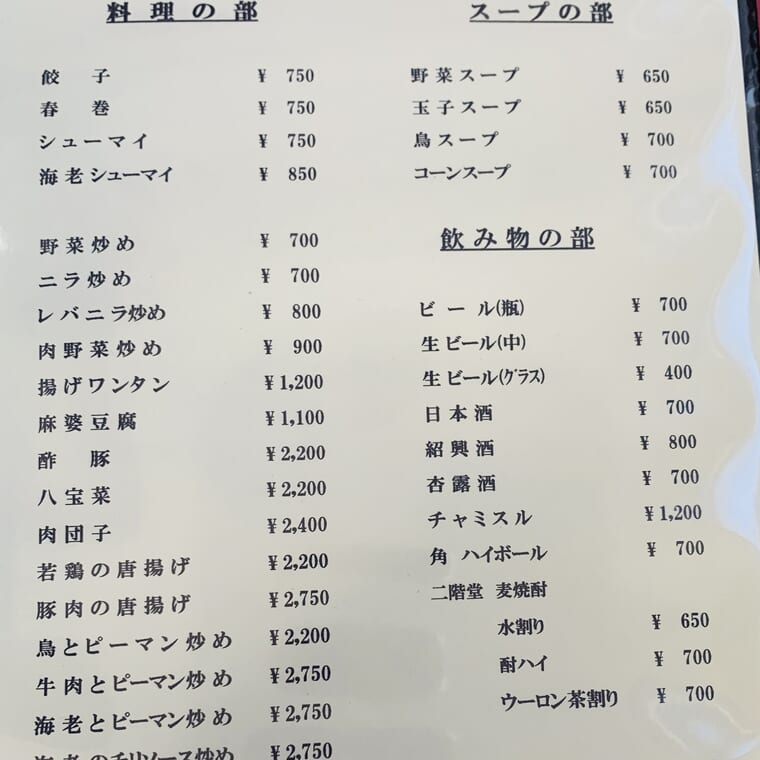 料理の部
餃子 ¥ 750
春巻 ¥ 750
シューマイ ¥ 750
海老シューマイ ¥ 850
野菜炒め ¥ 700
ニラ炒め ¥ 700
レバニラ炒め ¥ 800
肉野菜炒め ¥ 900
揚げワンタン ¥1,200
麻婆豆腐 ¥1,100
酢豚 ¥2,200
八宝菜 ¥2,200
肉団子 ¥2,400
若鶏の唐揚げ ¥2,200
豚肉の唐揚げ ¥2,750
鳥とピーマン炒め ¥2,200
牛肉とピーマン炒め ¥2,750
海老とピーマン炒め ¥2,750
海老のチリソース炒め ¥2,750
スープの部
野菜スープ ¥ 650
玉子スープ ¥ 650
鳥スープ ¥ 700
コーンスープ ¥ 700
飲み物の部
ビール(瓶) ¥ 700
生ビール(中) ¥ 700
生ビール(グラス) ¥ 400
日本酒 ¥ 700
紹興酒 ¥ 800
杏露酒 ¥ 700
チャミスル ¥1,200
角 ハイボール ¥ 700
二階堂 麦焼酎
水割り ¥ 650
酎ハイ ¥ 700
ウーロン茶割り ¥ 700